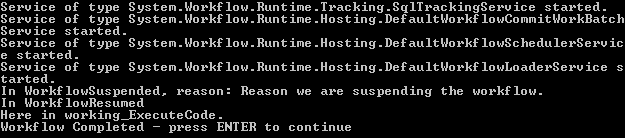 Service of type System.Workflow.Runtime.Tracking.SqlTrackingService started.
Service of type System.Workflow.Runtime.Hosting.DefaultWorkflowCommitWorkBatch
Service started.
Service of type System.Workflow.Runtime.Hosting.DefaultWorkflowSchedulerServic
e started.
Service of type System.Workflow.Runtime.Hosting.DefaultWorkflowLoaderService s
tarted.
In WorkflowSuspended, reason: Reason we are suspending the workflow.
In WorkflowResumed
Here in working_ExecuteCode.
Workflow Completed - press ENTER to continue